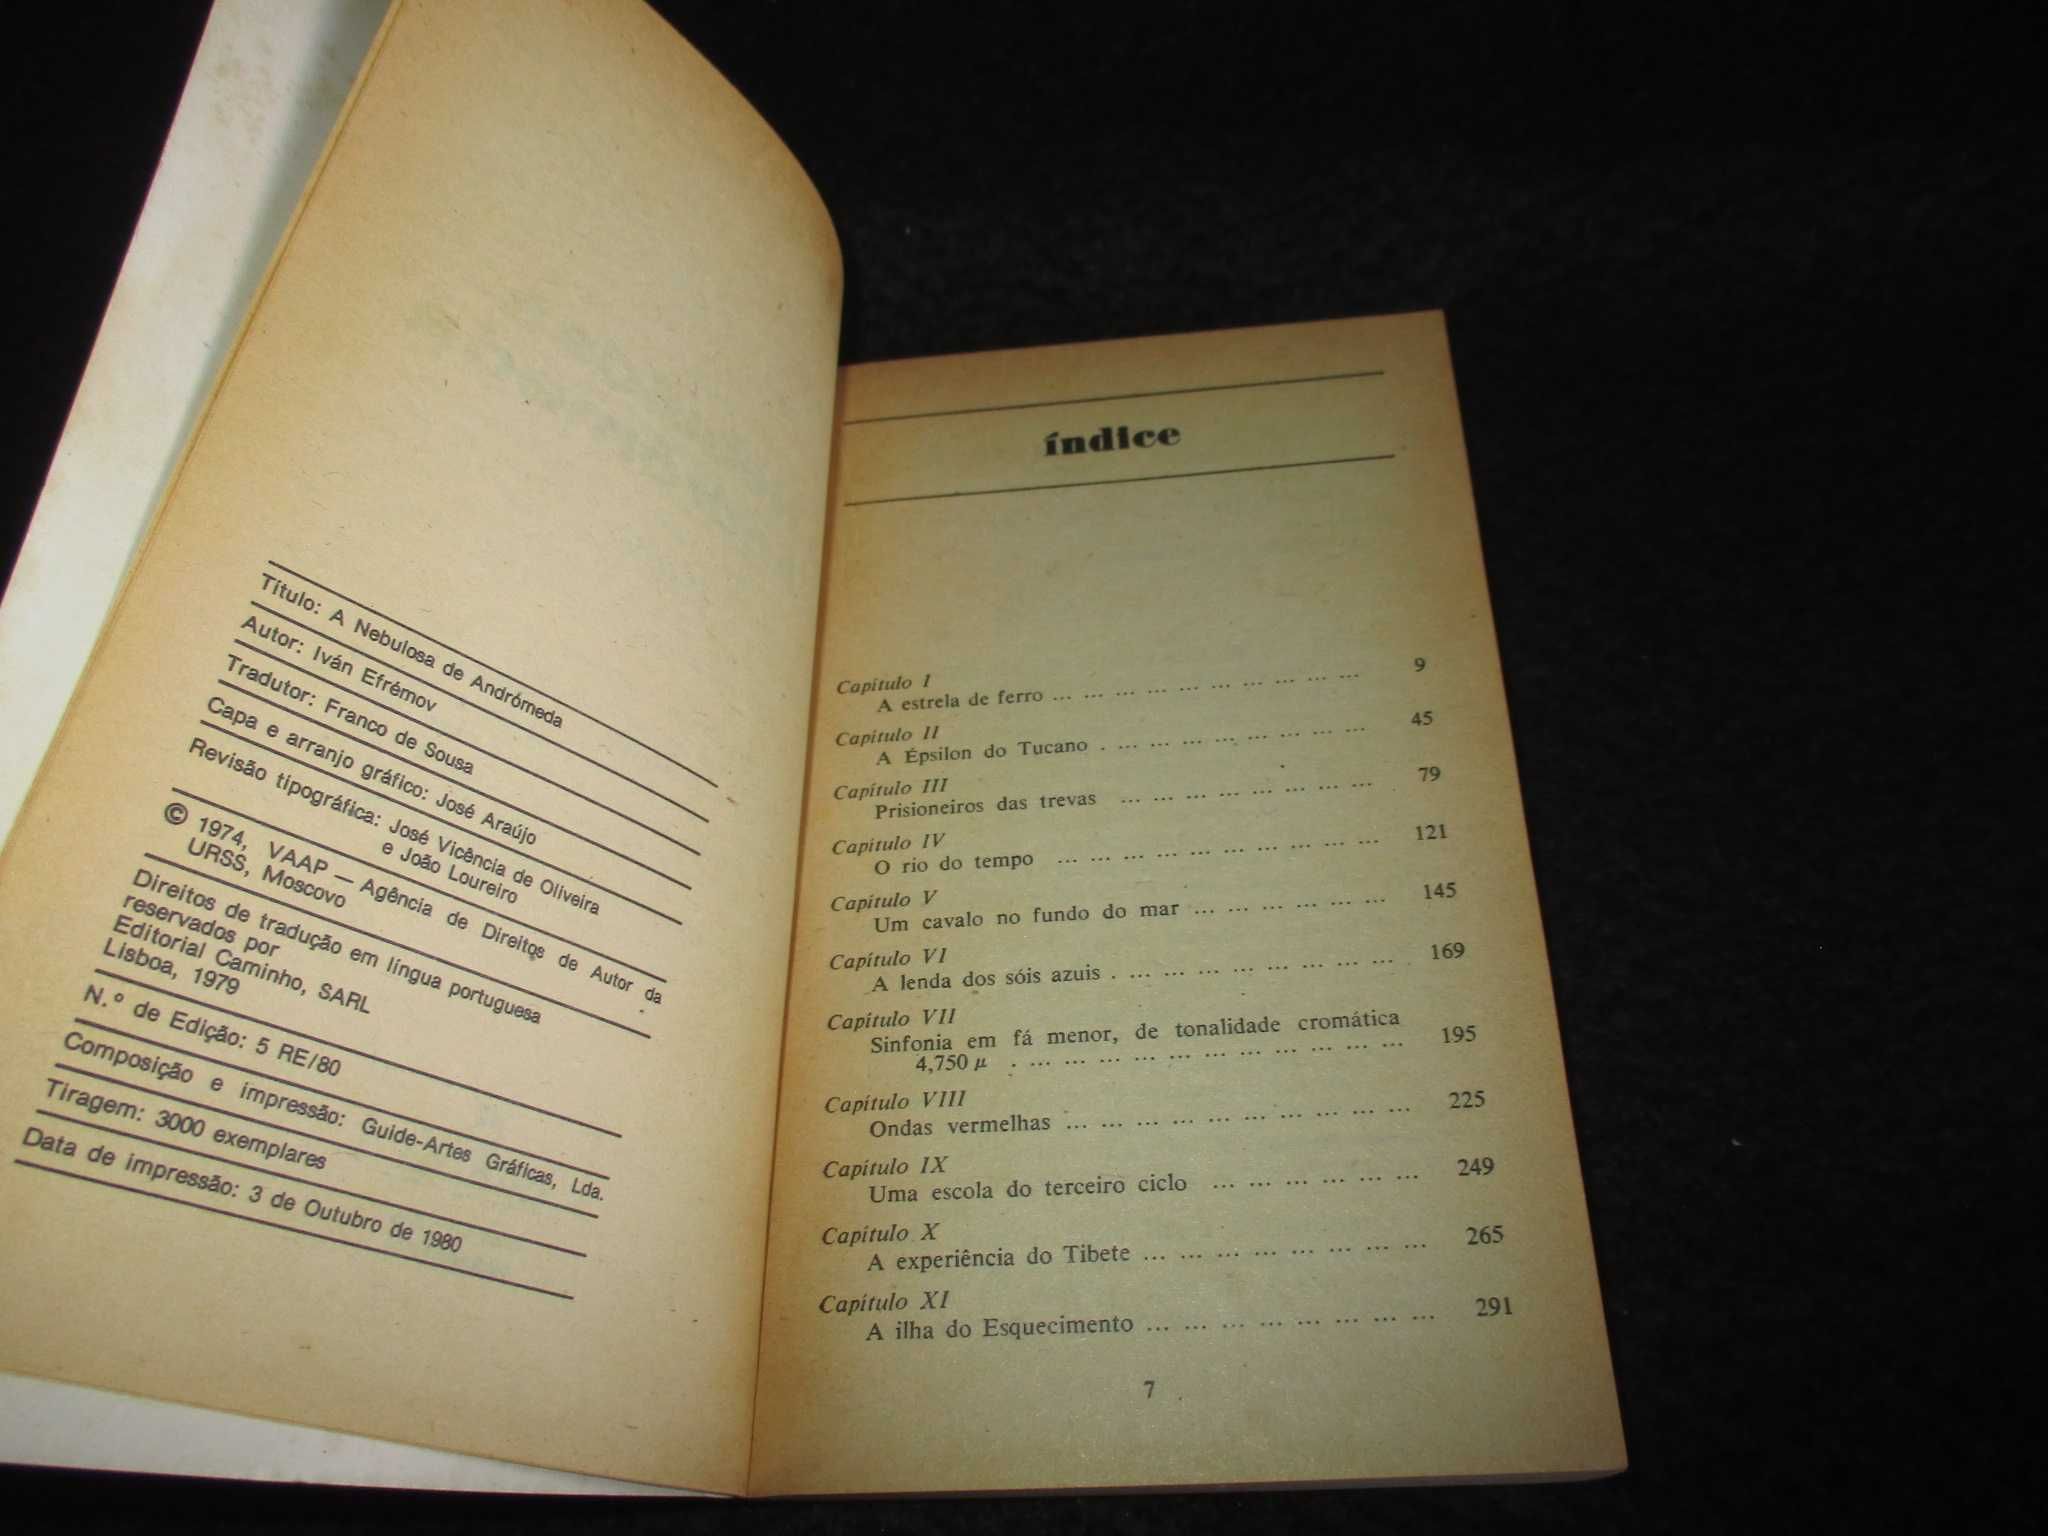 Título: A Nebulosa de Andrómeda
Autor: Iván Efrémov
Tradutor: Franco de Sousa
Capa e arranjo gráfico: José Araújo
Revisão tipográfica: José Vicência de Oliveira
e João Loureiro
© 1974, VAAP — Agência de Direitos de Autor da
URSS, Moscovo
Direitos de tradução em língua portuguesa
reservados por
Editorial Caminho, SARL
Lisboa, 1979
N.º de Edição: 5 RE/80
Composição e impressão: Guide-Artes Gráficas, Lda.
Tiragem: 3000 exemplares
Data de impressão: 3 de Outubro de 1980
índice
Capítulo I
A estrela de ferro ... ... ... ... ... ... ... ... ... ... 9
Capítulo II
A Épsilon do Tucano . ... ... ... ... ... ... ... ... 45
Capítulo III
Prisioneiros das trevas ... ... ... ... ... ... ... ... 79
Capítulo IV
O rio do tempo ... ... ... ... ... ... ... ... ... ... 121
Capítulo V
Um cavalo no fundo do mar ... ... ... ... ... ... 145
Capítulo VI
A lenda dos sóis azuis . ... ... ... ... ... ... ... ... 169
Capítulo VII
Sinfonia em fá menor, de tonalidade cromática
4,750 μ . ... ... ... ... ... ... ... ... ... ... ... 195
Capítulo VIII
Ondas vermelhas ... ... ... ... ... ... ... ... ... ... 225
Capítulo IX
Uma escola do terceiro ciclo ... ... ... ... ... ... 249
Capítulo X
A experiência do Tibete ... ... ... ... ... ... ... ... 265
Capítulo XI
A ilha do Esquecimento ... ... ... ... ... ... ... ... 291
7